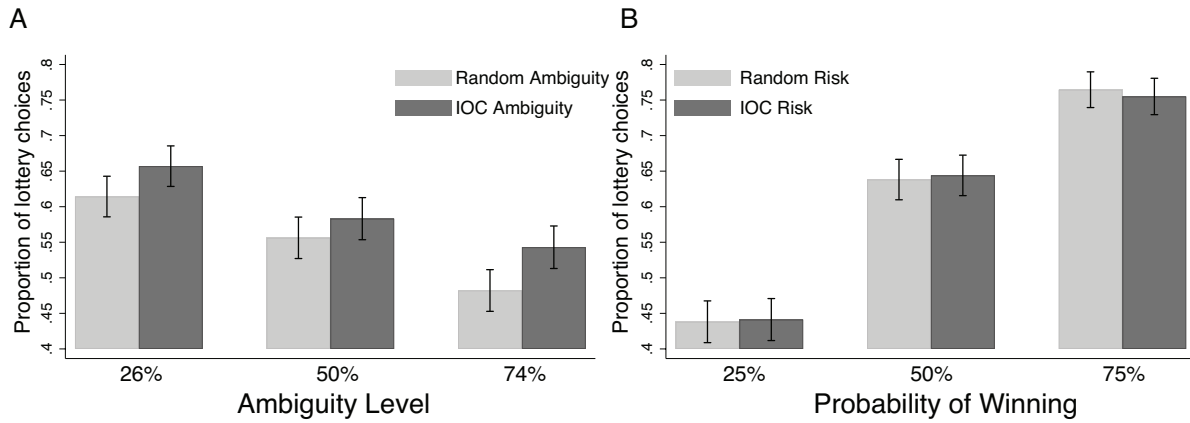 A
Proportion of lottery choices
.8
.75
.7
.65
.6
.55
.5
.45
.4
Random Ambiguity
IOC Ambiguity
26%
50%
74%
Ambiguity Level
B
Proportion of lottery choices
.8
.75
.7
.65
.6
.55
.5
.45
.4
Random Risk
IOC Risk
25%
50%
75%
Probability of Winning